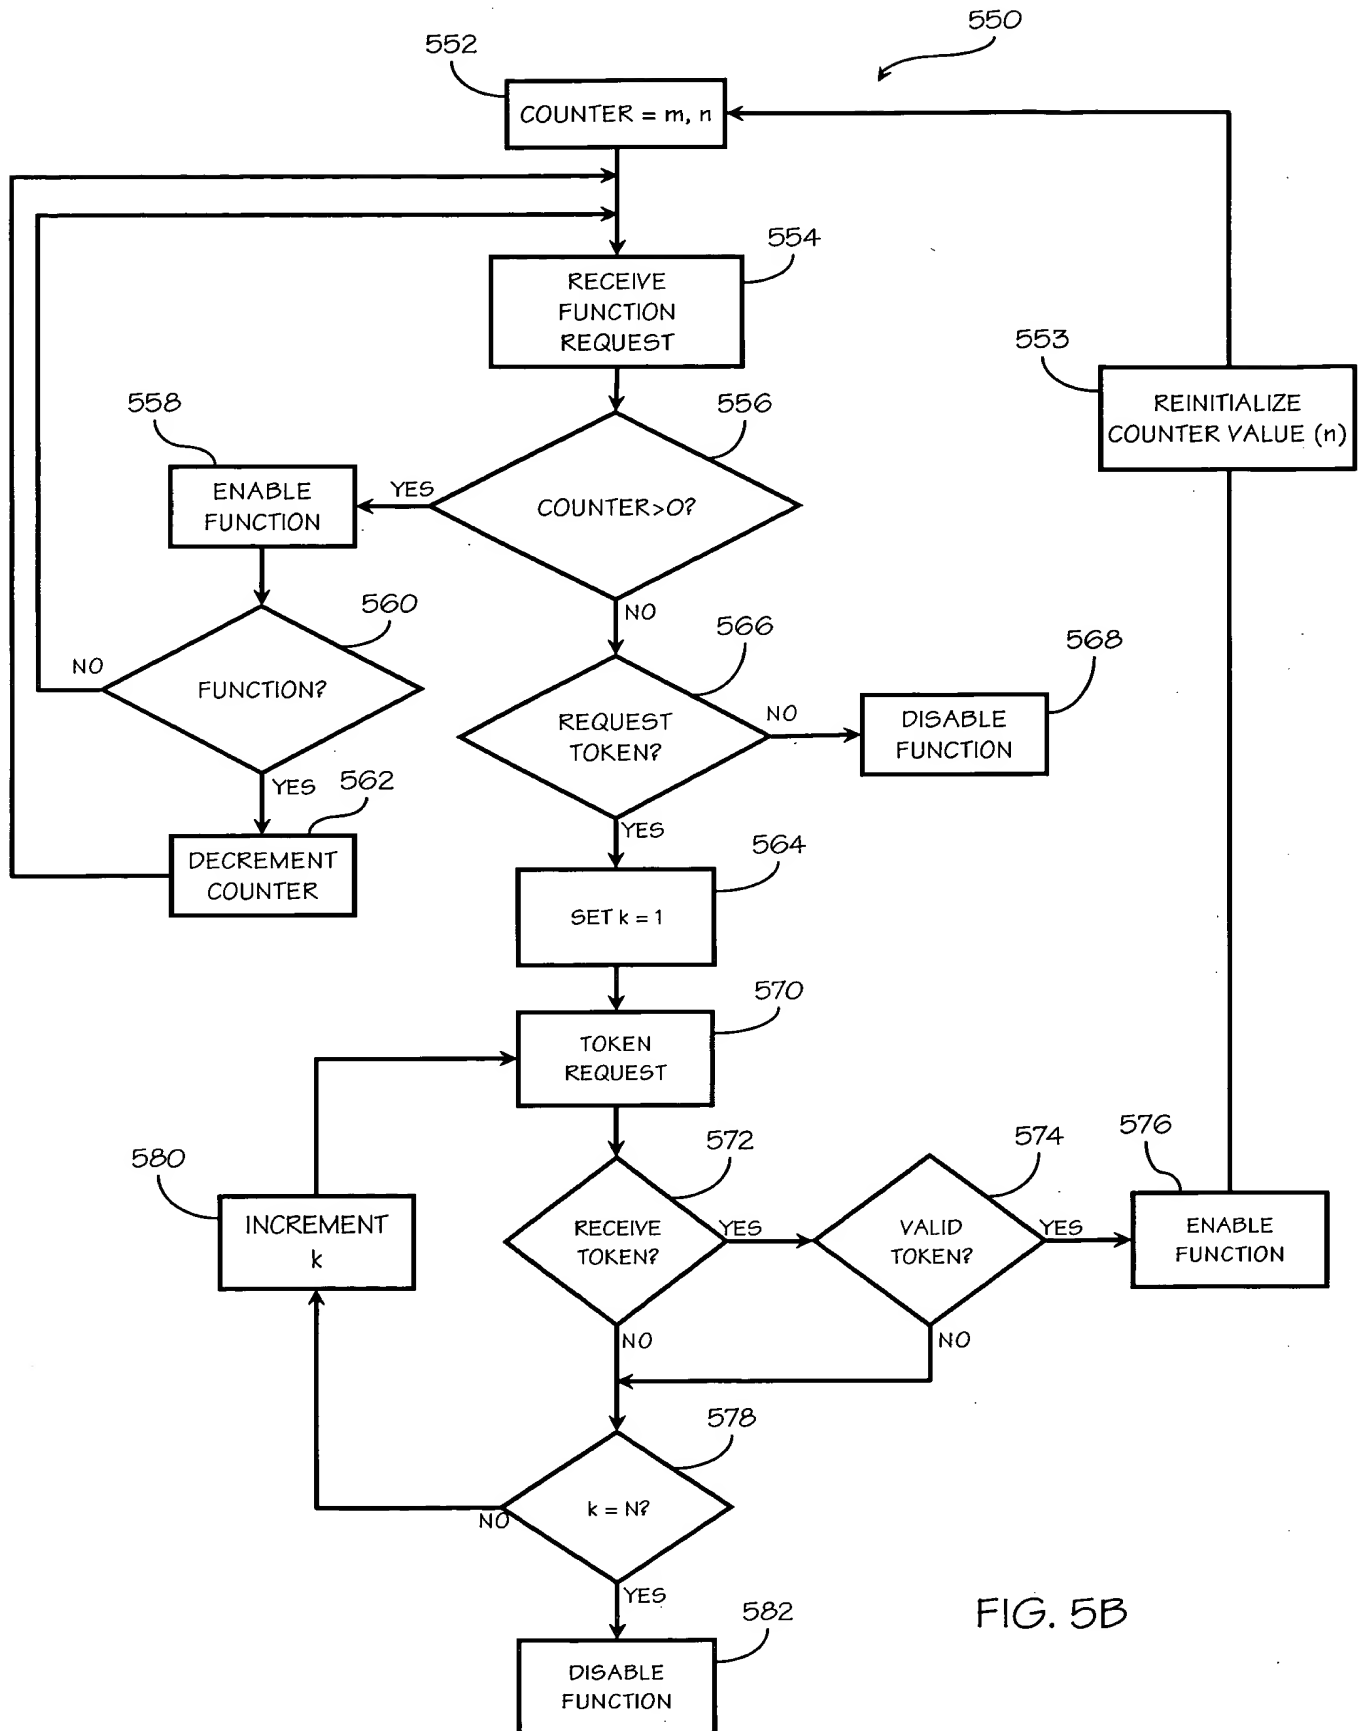 550
552
COUNTER = m, n
554
RECEIVE
FUNCTION
REQUEST
553
REINITIALIZE
COUNTER VALUE (n)
556
COUNTER>0?
YES
NO
558
ENABLE
FUNCTION
560
FUNCTION?
NO
YES
562
DECREMENT
COUNTER
566
REQUEST
TOKEN?
NO
YES
568
DISABLE
FUNCTION
564
SET k = 1
570
TOKEN
REQUEST
572
RECEIVE
TOKEN?
YES
NO
574
VALID
TOKEN?
YES
NO
576
ENABLE
FUNCTION
580
INCREMENT
k
578
k = N?
NO
YES
582
DISABLE
FUNCTION
FIG. 5B